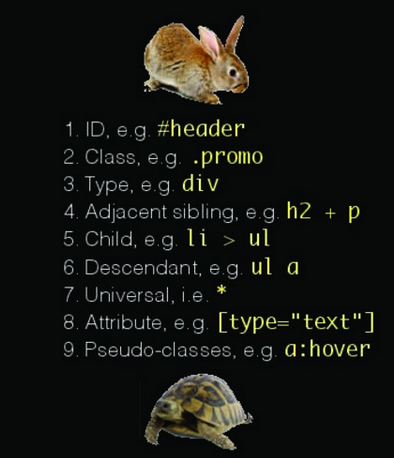 1. ID, e.g. #header
2. Class, e.g. .promo
3. Type, e.g. div
4. Adjacent sibling, e.g. h2 + p
5. Child, e.g. li > ul
6. Descendant, e.g. ul a
7. Universal, i.e. *
8. Attribute, e.g. [type="text"]
9. Pseudo-classes, e.g. a:hover